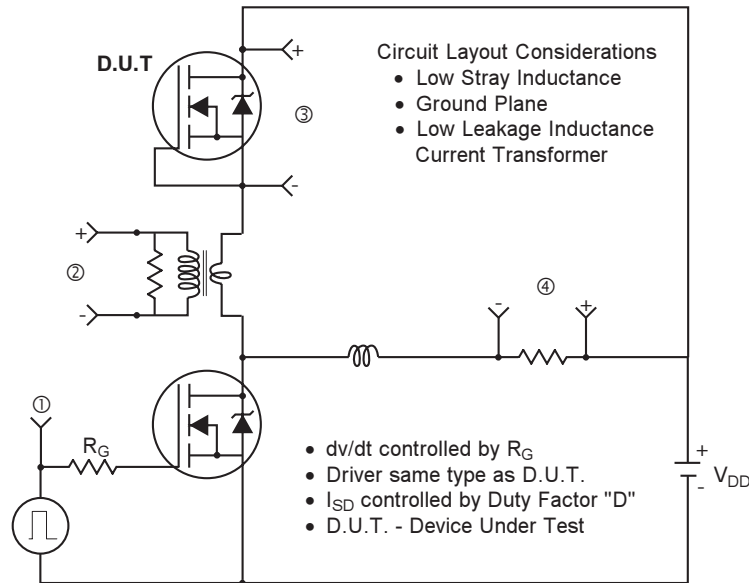 D.U.T
+
③
-
Circuit Layout Considerations
• Low Stray Inductance
• Ground Plane
• Low Leakage Inductance
Current Transformer
+
②
-
④
-
+
①
R_G
• dv/dt controlled by R_G
• Driver same type as D.U.T.
• I_SD controlled by Duty Factor "D"
• D.U.T. - Device Under Test
+
-
V_DD